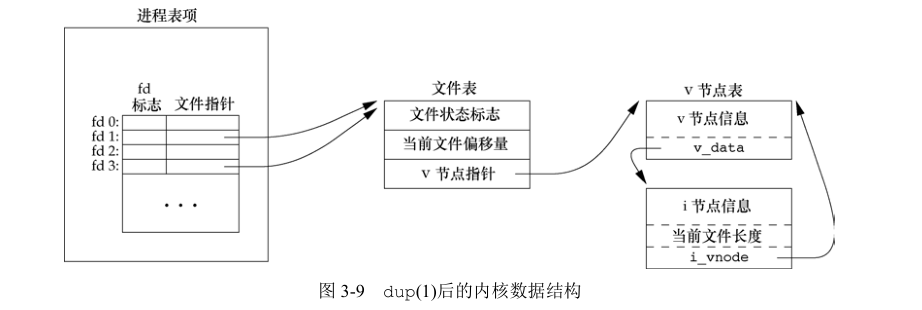 进程表项
fd
标志 文件指针
fd 0:
fd 1:
fd 2:
fd 3:
...
文件表
文件状态标志
当前文件偏移量
v 节点指针
v 节点表
v 节点信息
v_data
i 节点信息
当前文件长度
i_vnode
图 3-9 dup(1)后的内核数据结构